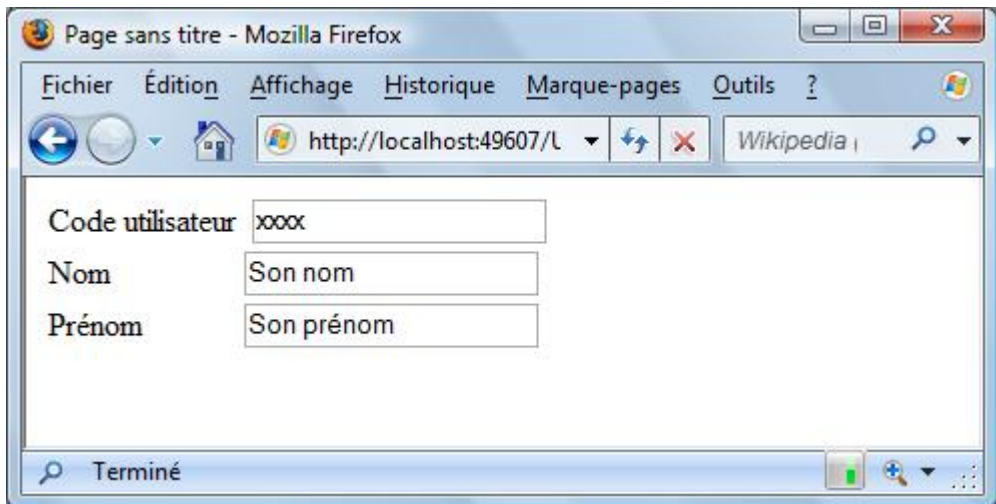 Page sans titre - Mozilla Firefox
Fichier Édition Affichage Historique Marque-pages Outils ?
http://localhost:49607/U Wikipedia
Code utilisateur xxxx
Nom Son nom
Prénom Son prénom
Terminé